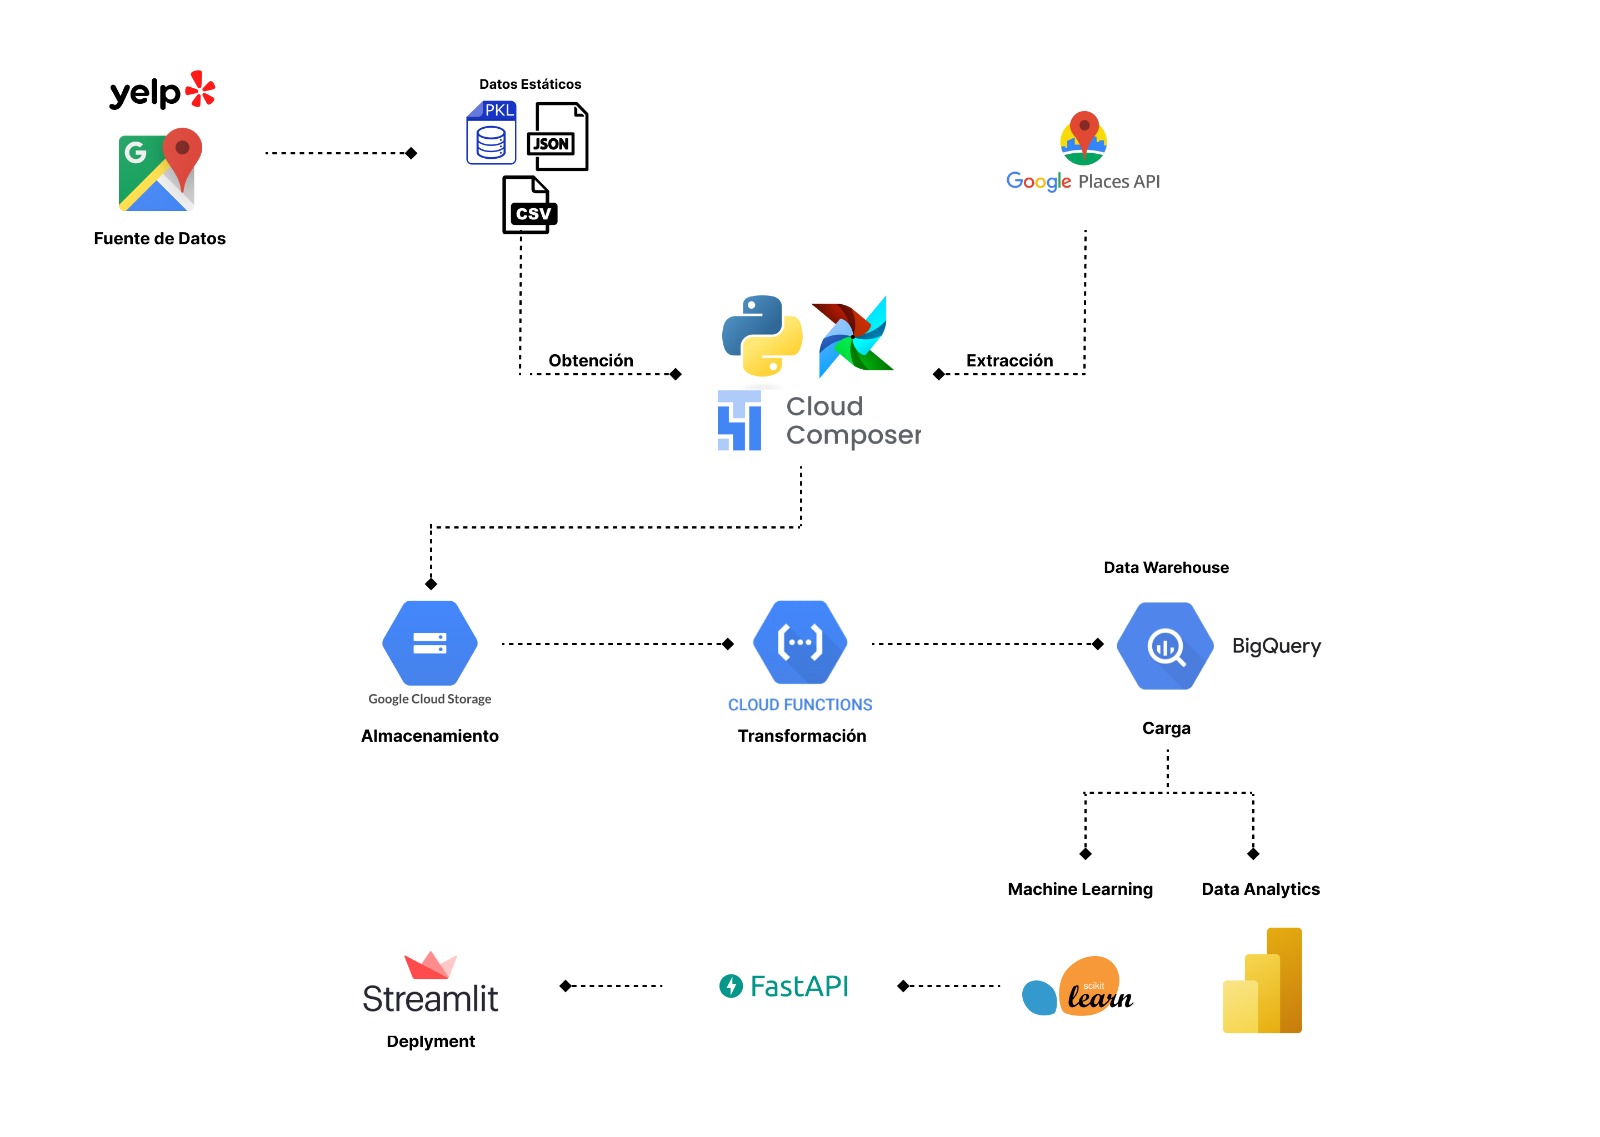 yelp
G
Fuente de Datos
Datos Estáticos
PKL
JSON
CSV
Google Places API
Obtención
Extracción
Cloud
Composer
Data Warehouse
Google Cloud Storage
Almacenamiento
CLOUD FUNCTIONS
Transformación
BigQuery
Carga
Machine Learning
Data Analytics
Streamlit
Deplyment
FastAPI
scikit
learn